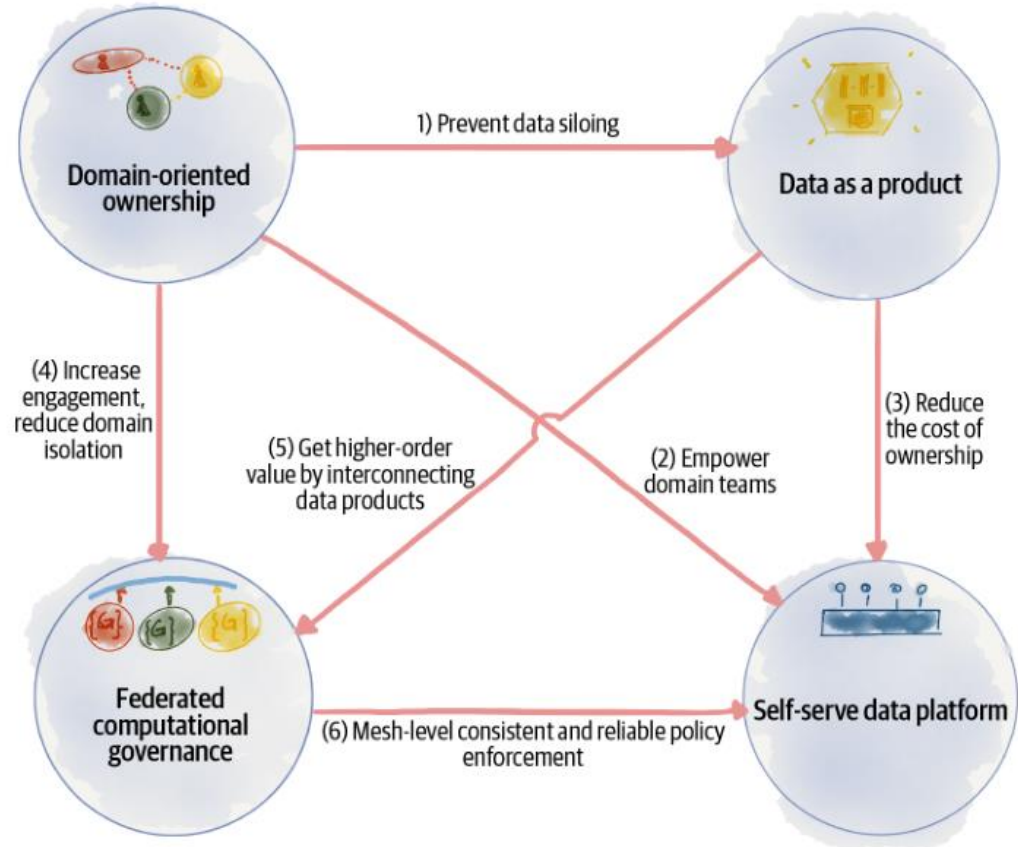 1) Prevent data siloing
Domain-oriented
ownership
Data as a product
(4) Increase
engagement,
reduce domain
isolation
(5) Get higher-order
value by interconnecting
data products
(2) Empower
domain teams
(3) Reduce
the cost of
ownership
{G}
{G}
{G}
Federated
computational
governance
(6) Mesh-level consistent and reliable policy
enforcement
Self-serve data platform